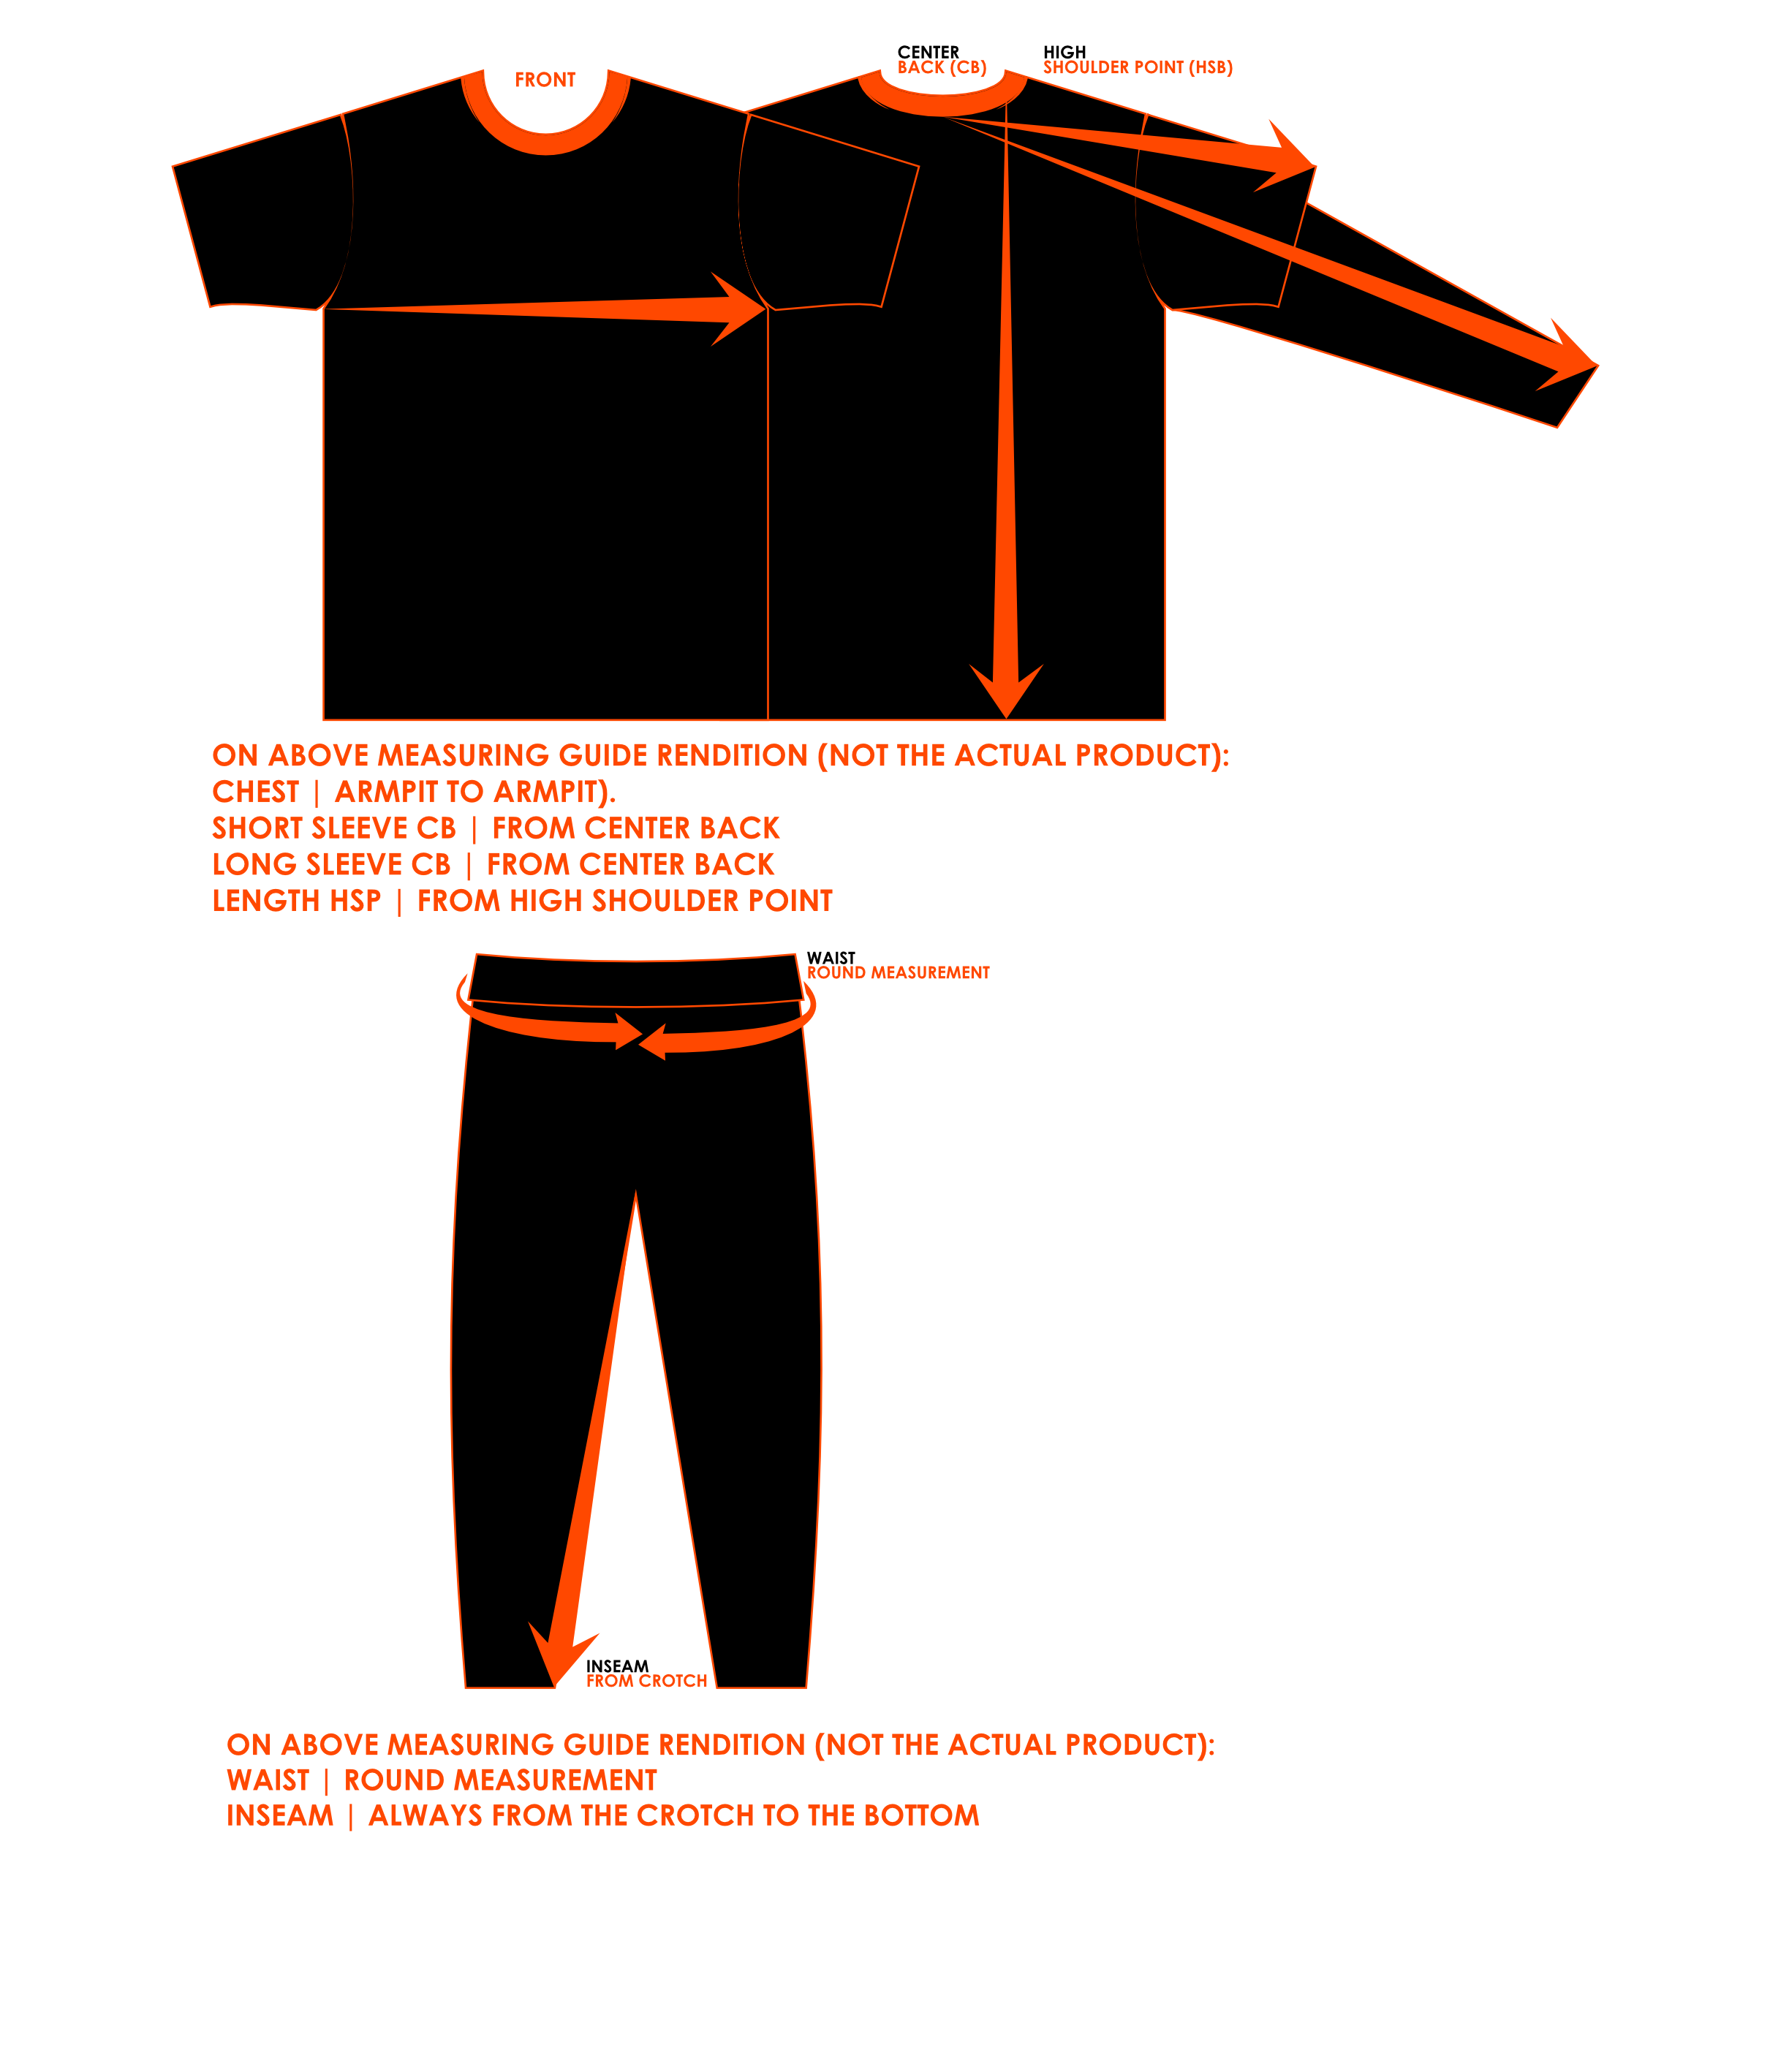 FRONT
CENTER
BACK (CB)
HIGH
SHOULDER POINT (HSB)
ON ABOVE MEASURING GUIDE RENDITION (NOT THE ACTUAL PRODUCT):
CHEST | ARMPIT TO ARMPIT).
SHORT SLEEVE CB | FROM CENTER BACK
LONG SLEEVE CB | FROM CENTER BACK
LENGTH HSP | FROM HIGH SHOULDER POINT
WAIST
ROUND MEASUREMENT
INSEAM
FROM CROTCH
ON ABOVE MEASURING GUIDE RENDITION (NOT THE ACTUAL PRODUCT):
WAIST | ROUND MEASUREMENT
INSEAM | ALWAYS FROM THE CROTCH TO THE BOTTOM